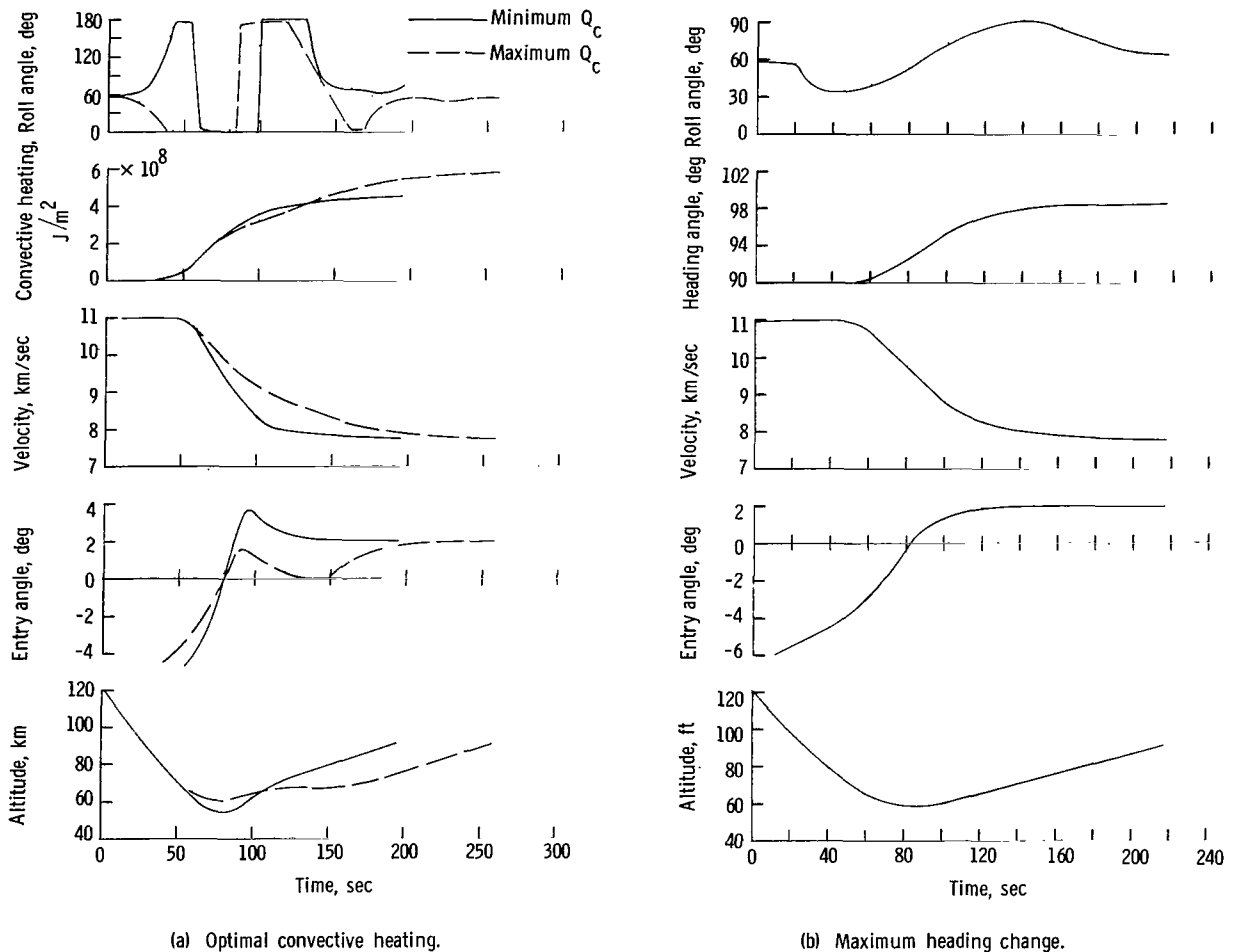 Minimum Q_c
Maximum Q_c
Roll angle, deg
180
120
60
0
Convective heating, J/m^2
× 10^8
6
4
2
0
Velocity, km/sec
11
10
9
8
7
Entry angle, deg
4
2
0
-2
-4
Altitude, km
120
100
80
60
40
0 50 100 150 200 250 300
Time, sec
(a) Optimal convective heating.
Roll angle, deg
90
60
30
0
Heading angle, deg
102
98
94
90
Velocity, km/sec
11
10
9
8
7
Entry angle, deg
2
0
-2
-4
-6
Altitude, ft
120
100
80
60
40
0 40 80 120 160 200 240
Time, sec
(b) Maximum heading change.